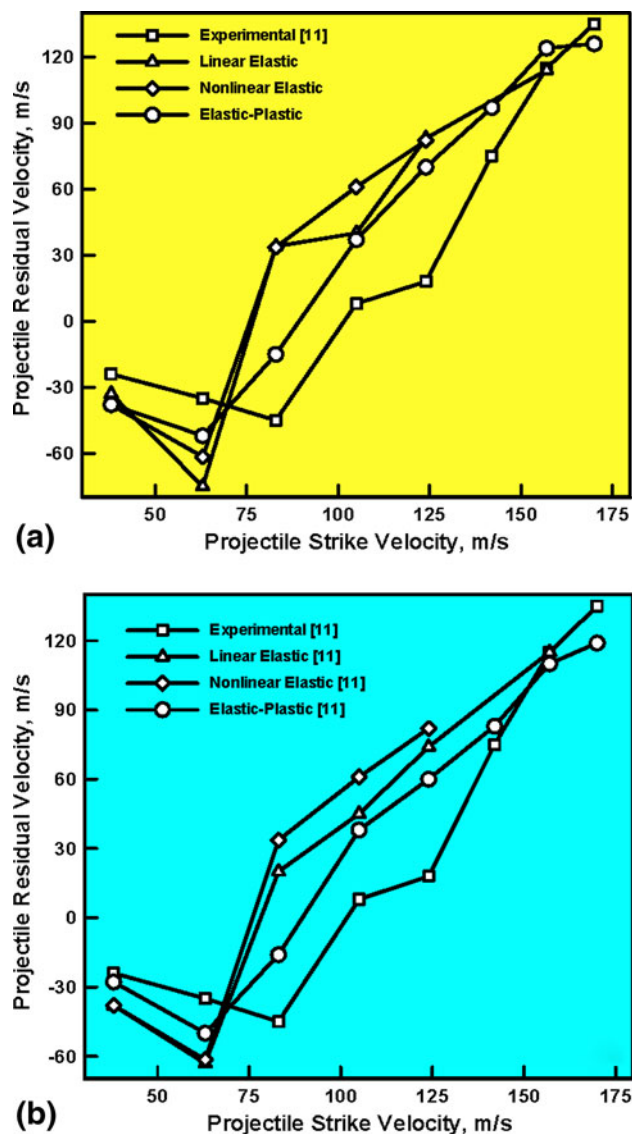 Experimental [11]
Linear Elastic
Nonlinear Elastic
Elastic-Plastic
Projectile Residual Velocity, m/s
120
90
60
30
0
-30
-60
50 75 100 125 150 175
(a)
Projectile Strike Velocity, m/s
Experimental [11]
Linear Elastic [11]
Nonlinear Elastic [11]
Elastic-Plastic [11]
Projectile Residual Velocity, m/s
120
90
60
30
0
-30
-60
50 75 100 125 150 175
(b)
Projectile Strike Velocity, m/s